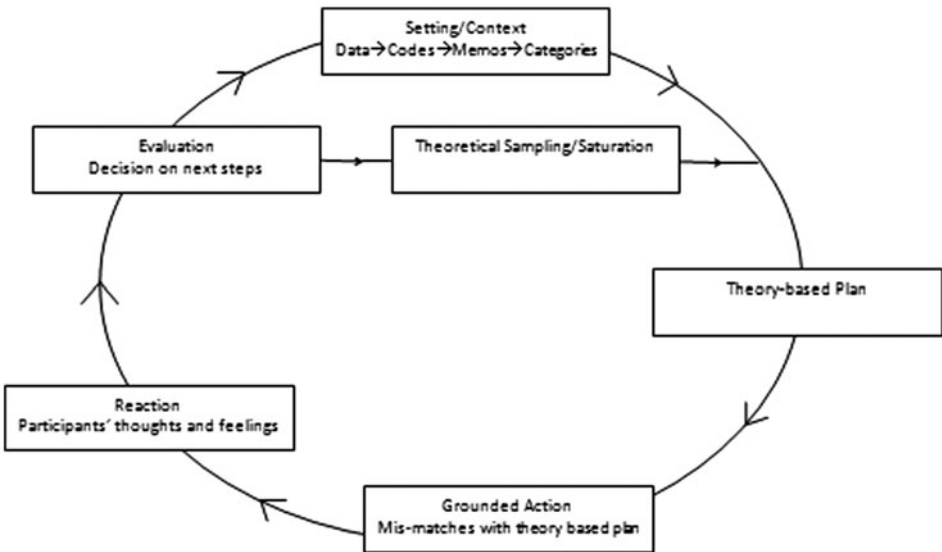 Setting/Context
Data→Codes→Memos→Categories
Evaluation
Decision on next steps
Theoretical Sampling/Saturation
Theory-based Plan
Reaction
Participants' thoughts and feelings
Grounded Action
Mis-matches with theory based plan